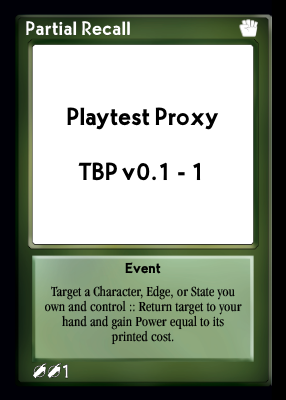 Partial Recall
Playtest Proxy
TBP v0.1 - 1
Event
Target a Character, Edge, or State you
own and control :: Return target to your
hand and gain Power equal to its
printed cost.
1